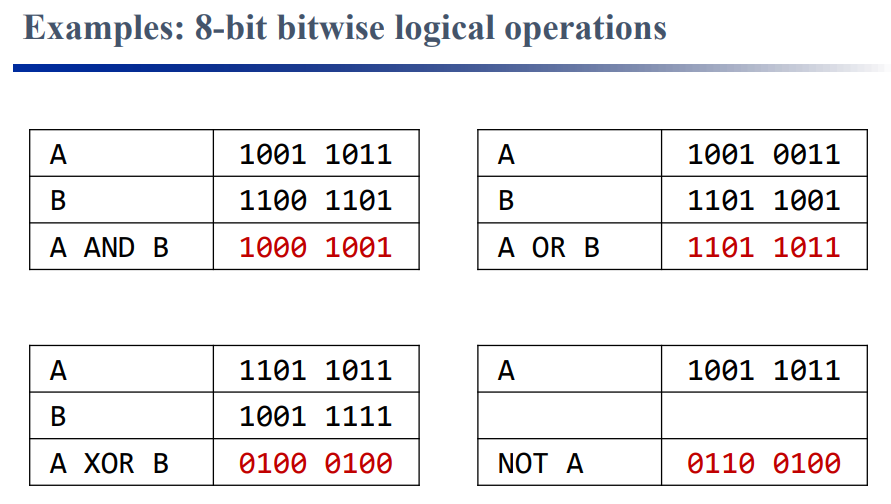 Examples: 8-bit bitwise logical operations
A 1001 1011
B 1100 1101
A AND B 1000 1001
A 1001 0011
B 1101 1001
A OR B 1101 1011
A 1101 1011
B 1001 1111
A XOR B 0100 0100
A 1001 1011
NOT A 0110 0100